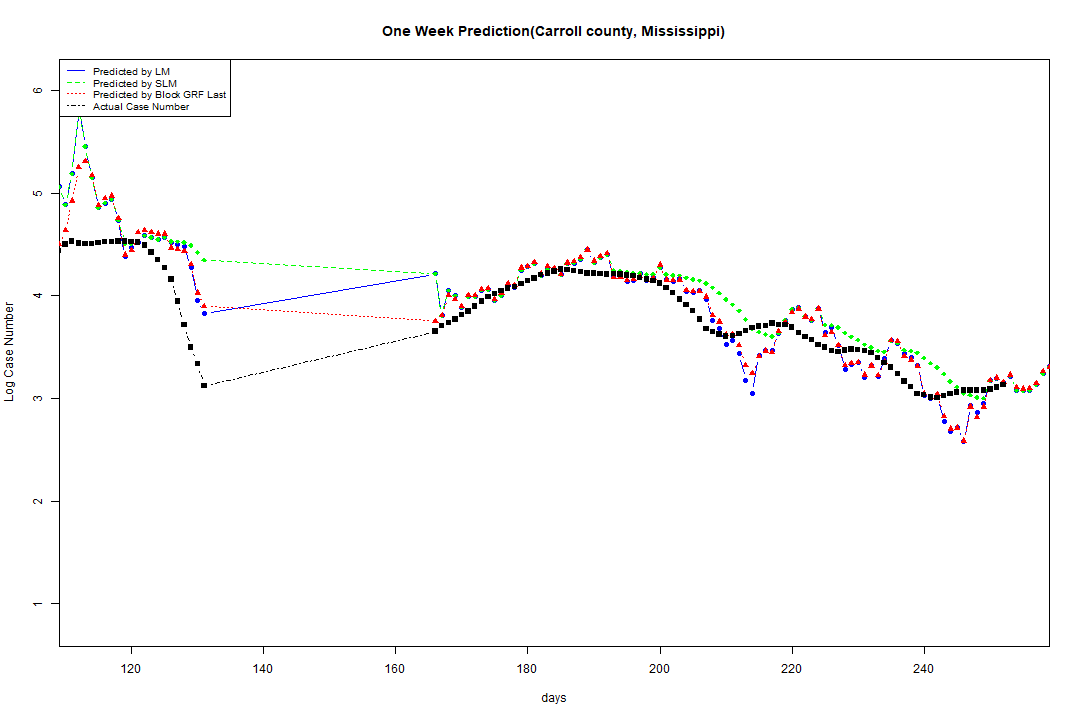 One Week Prediction(Carroll county, Mississippi)
Predicted by LM
Predicted by SLM
Predicted by Block GRF Last
Actual Case Number
6
5
4
3
2
1
Log Case Number
120 140 160 180 200 220 240
days